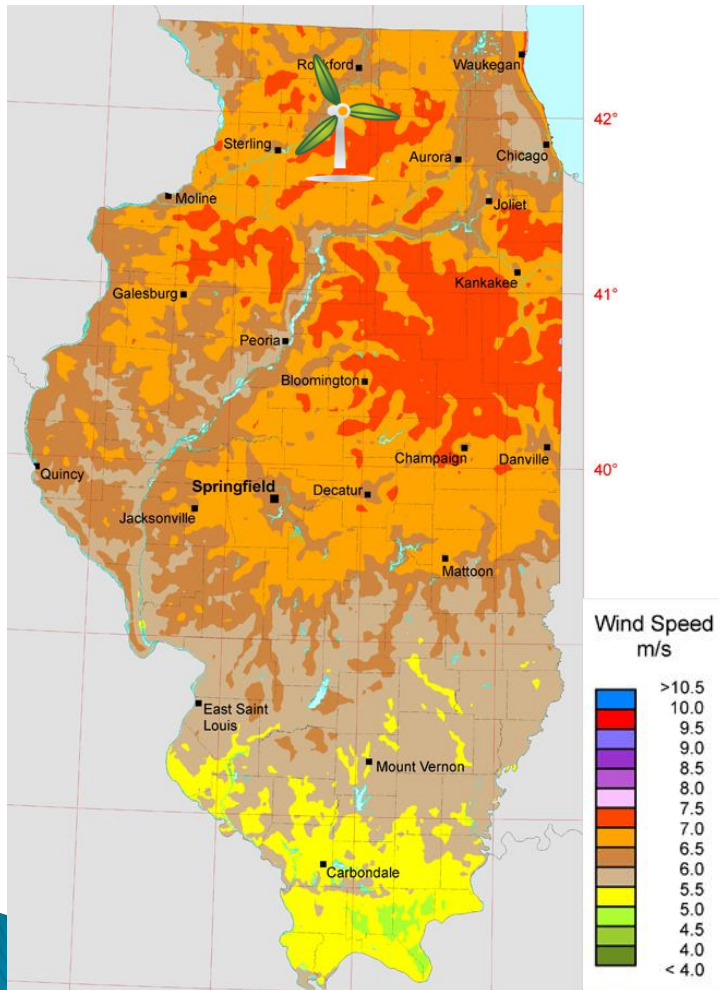 Rockford
Waukegan
42°
Sterling
Aurora
Chicago
Moline
Joliet
Kankakee
Galesburg
41°
Peoria
Bloomington
Champaign
Danville
40°
Quincy
Springfield
Decatur
Jacksonville
Mattoon
East Saint
Louis
Mount Vernon
Carbondale
Wind Speed
m/s
>10.5
10.0
9.5
9.0
8.5
8.0
7.5
7.0
6.5
6.0
5.5
5.0
4.5
4.0
< 4.0